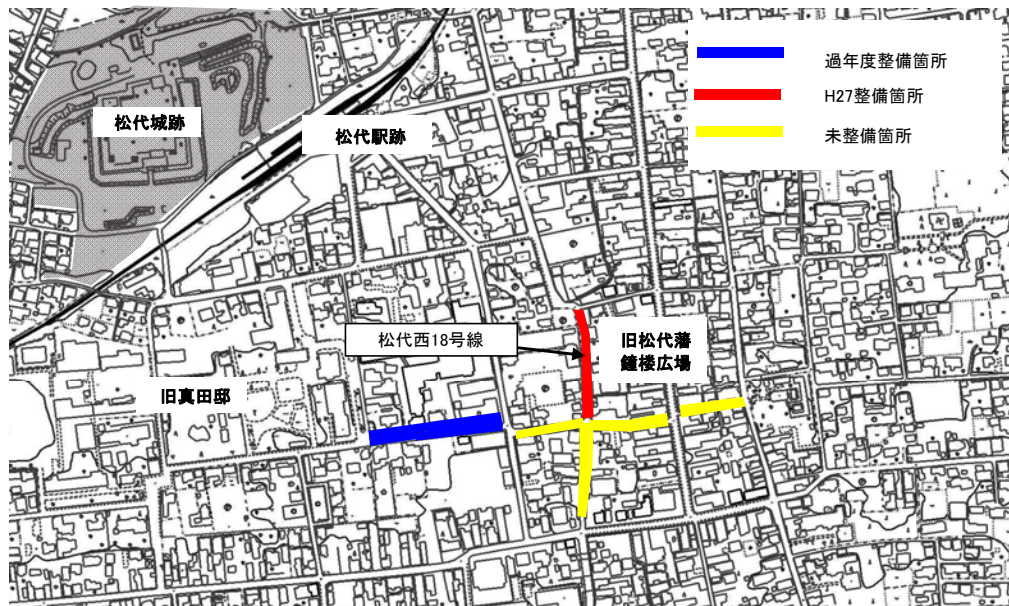 過年度整備箇所
H27整備箇所
未整備箇所
松代城跡
松代駅跡
松代西18号線
旧松代藩
鐘楼広場
旧真田邸